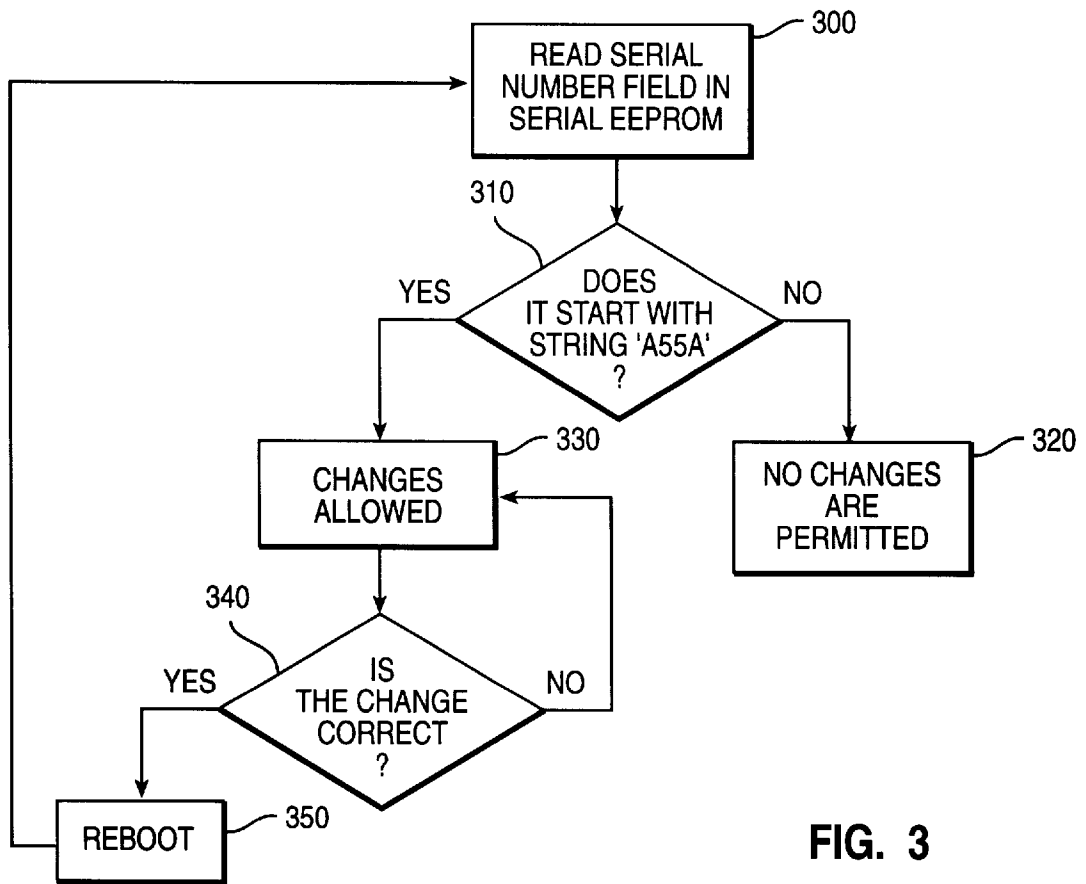 300
READ SERIAL
NUMBER FIELD IN
SERIAL EEPROM
310
DOES
IT START WITH
STRING 'A55A'
?
YES
NO
330
CHANGES
ALLOWED
320
NO CHANGES
ARE
PERMITTED
340
IS
THE CHANGE
CORRECT
?
YES
NO
350
REBOOT
FIG. 3